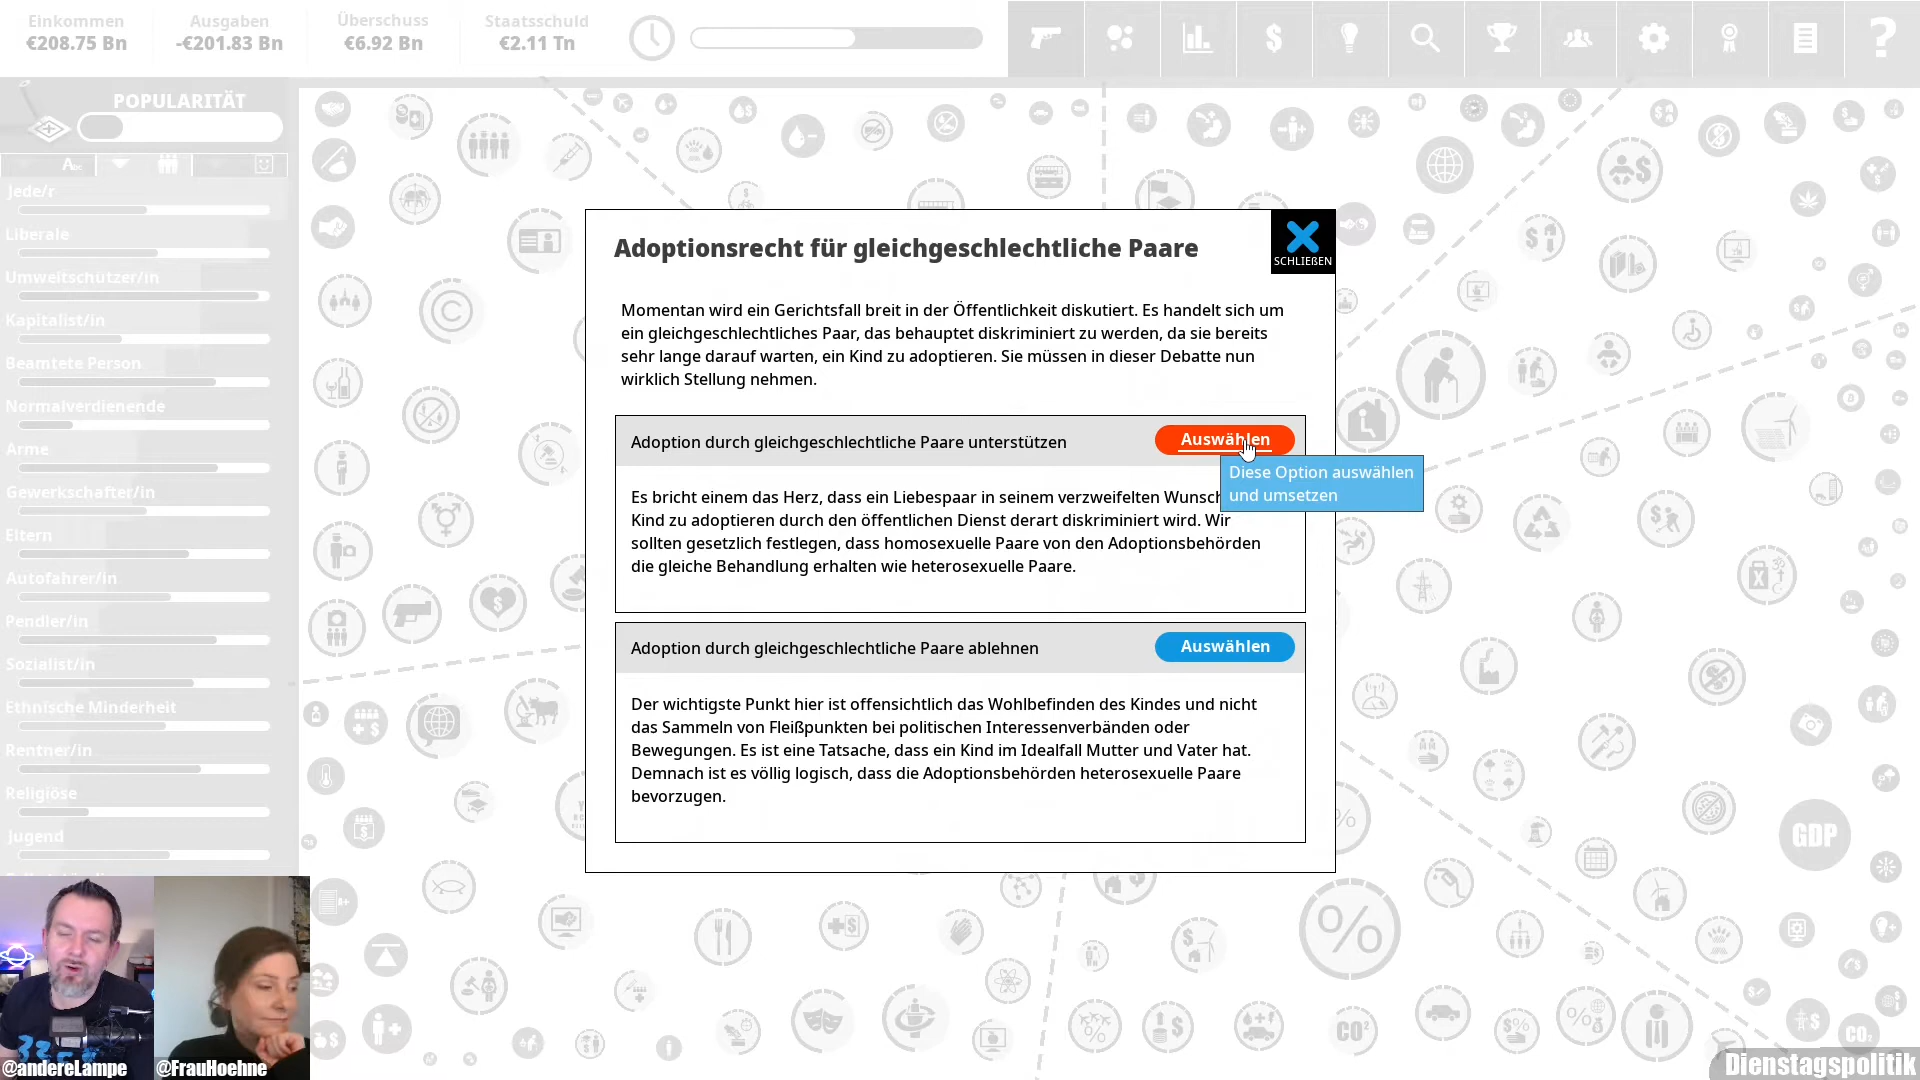 Einkommen
€208.75 Bn
Ausgaben
-€201.83 Bn
Überschuss
€6.92 Bn
Staatsschuld
€2.11 Tn
POPULARITÄT
Jede/r
Liberale
Umweltschützer/in
Kapitalist/in
Beamtete Person
Normalverdienende
Arme
Gewerkschafter/in
Eltern
Autofahrer/in
Pendler/in
Sozialist/in
Ethnische Minderheit
Rentner/in
Religiöse
Jugend
Adoptionsrecht für gleichgeschlechtliche Paare
SCHLIEßEN
Momentan wird ein Gerichtsfall breit in der Öffentlichkeit diskutiert. Es handelt sich um
ein gleichgeschlechtliches Paar, das behauptet diskriminiert zu werden, da sie bereits
sehr lange darauf warten, ein Kind zu adoptieren. Sie müssen in dieser Debatte nun
wirklich Stellung nehmen.
Adoption durch gleichgeschlechtliche Paare unterstützen
Auswählen
Diese Option auswählen
und umsetzen
Es bricht einem das Herz, dass ein Liebespaar in seinem verzweifelten Wunsch
Kind zu adoptieren durch den öffentlichen Dienst derart diskriminiert wird. Wir
sollten gesetzlich festlegen, dass homosexuelle Paare von den Adoptionsbehörden
die gleiche Behandlung erhalten wie heterosexuelle Paare.
Adoption durch gleichgeschlechtliche Paare ablehnen
Auswählen
Der wichtigste Punkt hier ist offensichtlich das Wohlbefinden des Kindes und nicht
das Sammeln von Fleißpunkten bei politischen Interessenverbänden oder
Bewegungen. Es ist eine Tatsache, dass ein Kind im Idealfall Mutter und Vater hat.
Demnach ist es völlig logisch, dass die Adoptionsbehörden heterosexuelle Paare
bevorzugen.
GDP
CO²
CO²
@andereLampe
@FrauHoehne
Dienstagspolitik